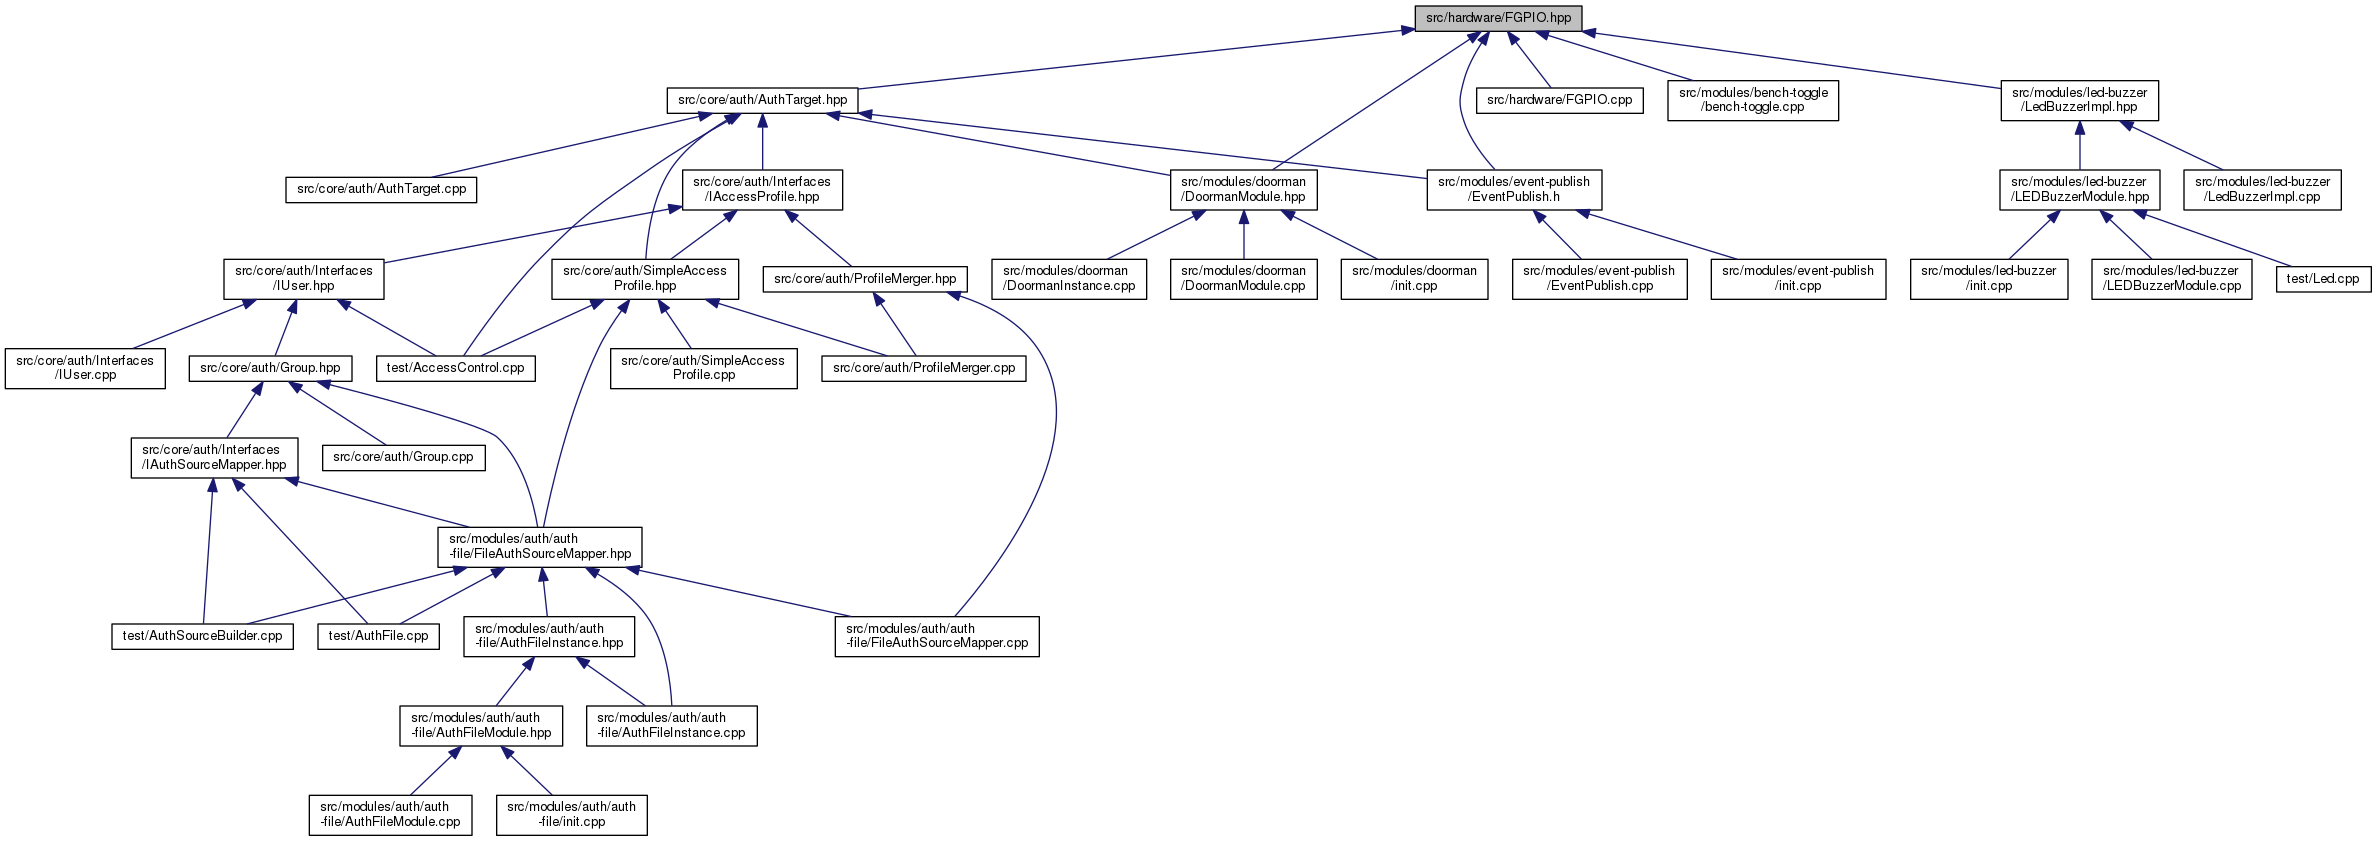 src/hardware/FGPIO.hpp
src/core/auth/AuthTarget.hpp
src/hardware/FGPIO.cpp
src/modules/bench-toggle
/bench-toggle.cpp
src/modules/led-buzzer
/LedBuzzerImpl.hpp
src/core/auth/AuthTarget.cpp
src/core/auth/Interfaces
/IAccessProfile.hpp
src/modules/doorman
/DoormanModule.hpp
src/modules/event-publish
/EventPublish.h
src/modules/led-buzzer
/LEDBuzzerModule.hpp
src/modules/led-buzzer
/LedBuzzerImpl.cpp
src/core/auth/Interfaces
/IUser.hpp
src/core/auth/SimpleAccess
Profile.hpp
src/core/auth/ProfileMerger.hpp
src/modules/doorman
/DoormanInstance.cpp
src/modules/doorman
/DoormanModule.cpp
src/modules/doorman
/init.cpp
src/modules/event-publish
/EventPublish.cpp
src/modules/event-publish
/init.cpp
src/modules/led-buzzer
/init.cpp
src/modules/led-buzzer
/LEDBuzzerModule.cpp
test/Led.cpp
src/core/auth/Interfaces
/IUser.cpp
src/core/auth/Group.hpp
test/AccessControl.cpp
src/core/auth/SimpleAccess
Profile.cpp
src/core/auth/ProfileMerger.cpp
src/core/auth/Interfaces
/IAuthSourceMapper.hpp
src/core/auth/Group.cpp
src/modules/auth/auth
-file/FileAuthSourceMapper.hpp
test/AuthSourceBuilder.cpp
test/AuthFile.cpp
src/modules/auth/auth
-file/AuthFileInstance.hpp
src/modules/auth/auth
-file/FileAuthSourceMapper.cpp
src/modules/auth/auth
-file/AuthFileModule.hpp
src/modules/auth/auth
-file/AuthFileInstance.cpp
src/modules/auth/auth
-file/AuthFileModule.cpp
src/modules/auth/auth
-file/init.cpp